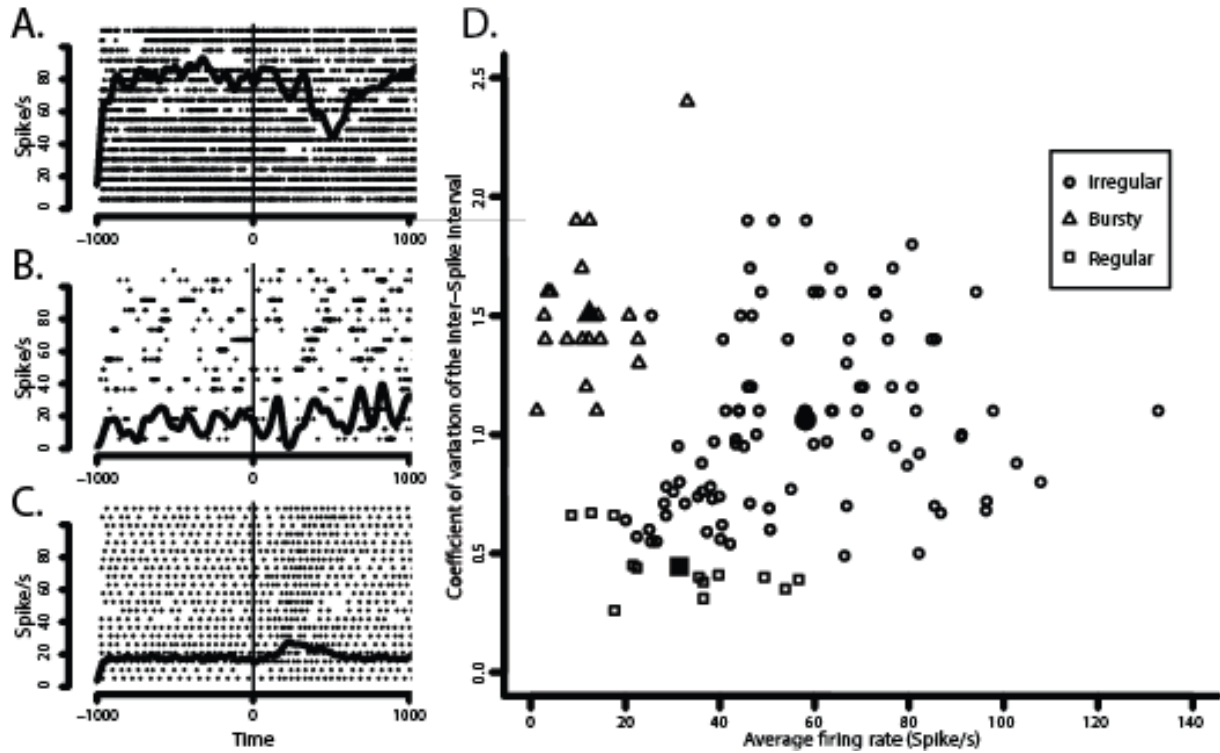 A.
Spike/s
0 20 40 60 80
-1000 0 1000
B.
Spike/s
0 20 40 60 80
-1000 0 1000
C.
Spike/s
0 20 40 60 80
-1000 0 1000
Time
D.
Coefficient of variation of the Inter-Spike Interval
0.0 0.5 1.0 1.5 2.0 2.5
Irregular
Bursty
Regular
0 20 40 60 80 100 120 140
Average firing rate (Spike/s)